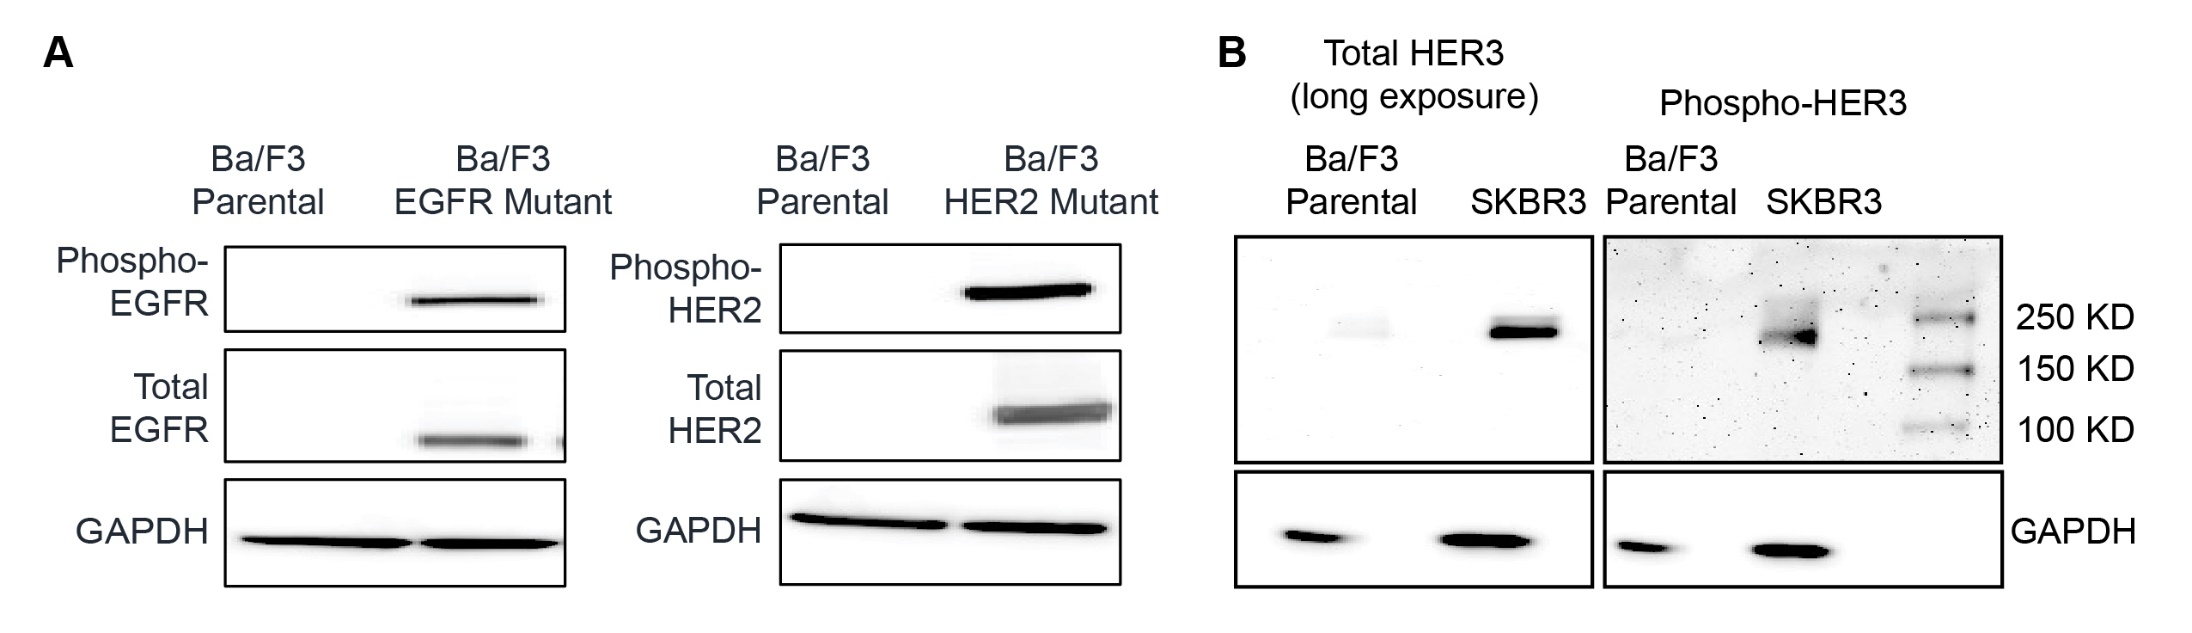 A
Ba/F3
Parental
Ba/F3
EGFR Mutant
Phospho-
EGFR
Total
EGFR
GAPDH
Ba/F3
Parental
Ba/F3
HER2 Mutant
Phospho-
HER2
Total
HER2
GAPDH
B
Total HER3
(long exposure)
Phospho-HER3
Ba/F3
Parental
SKBR3
Ba/F3
Parental
SKBR3
250 KD
150 KD
100 KD
GAPDH